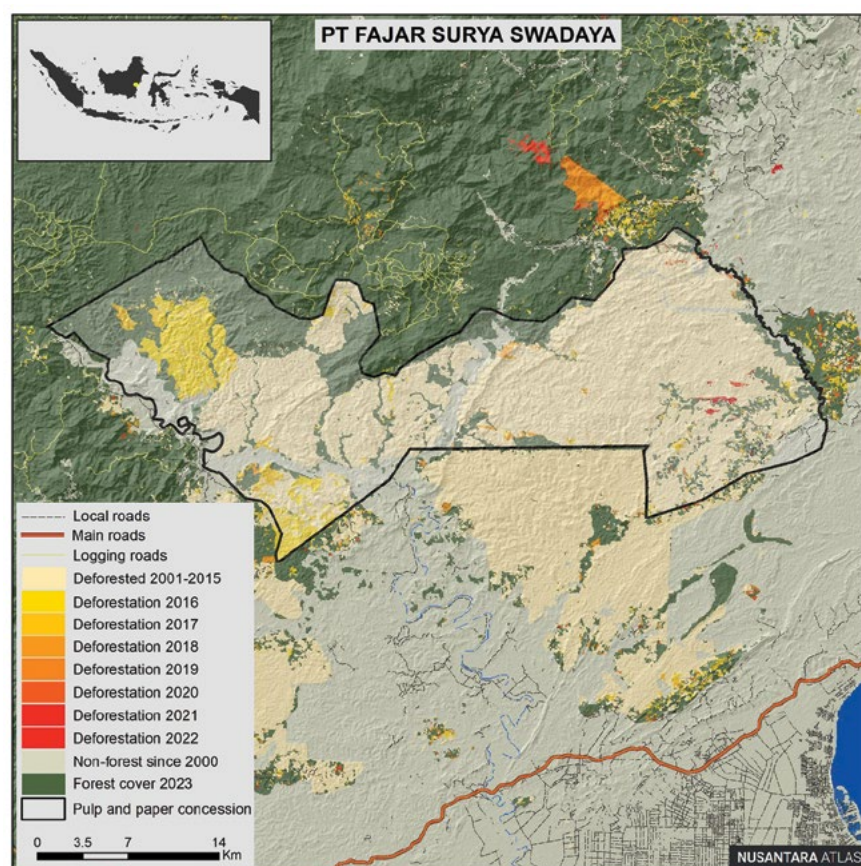 PT FAJAR SURYA SWADAYA
Local roads
Main roads
Logging roads
Deforested 2001-2015
Deforestation 2016
Deforestation 2017
Deforestation 2018
Deforestation 2019
Deforestation 2020
Deforestation 2021
Deforestation 2022
Non-forest since 2000
Forest cover 2023
Pulp and paper concession
0 3.5 7 14
Km
NUSANTARA ATLAS